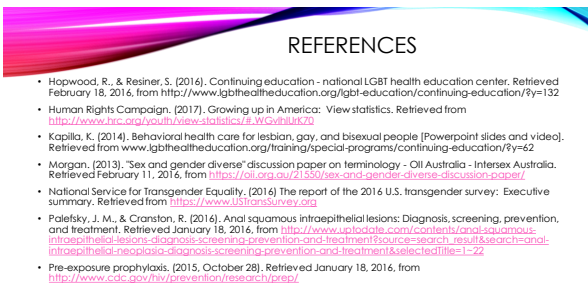 REFERENCES
• Hopwood, R., & Resiner, S. (2016). Continuing education - national LGBT health education center. Retrieved
February 18, 2016, from http://www.lgbthealtheducation.org/lgbt-education/continuing-education/?y=132
• Human Rights Campaign. (2017). Growing up in America: View statistics. Retrieved from
http://www.hrc.org/youth/view-statistics/#.WGvlhlUrK70
• Kapilla, K. (2014). Behavioral health care for lesbian, gay, and bisexual people [Powerpoint slides and video].
Retrieved from www.lgbthealtheducation.org/training/special-programs/continuing-education/?y=62
• Morgan. (2013). "Sex and gender diverse" discussion paper on terminology - OII Australia - Intersex Australia.
Retrieved February 11, 2016, from https://oii.org.au/21550/sex-and-gender-diverse-discussion-paper/
• National Service for Transgender Equality. (2016) The report of the 2016 U.S. transgender survey: Executive
summary. Retrieved from https://www.USTransSurvey.org
• Palefsky, J. M., & Cranston, R. (2016). Anal squamous intraepithelial lesions: Diagnosis, screening, prevention,
and treatment. Retrieved January 18, 2016, from http://www.uptodate.com/contents/anal-squamous-
intraepithelial-lesions-diagnosis-screening-prevention-and-treatment?source=search_result&search=anal-
intraepithelial-neoplasia-diagnosis-screening-prevention-and-treatment&selectedTitle=1~22
• Pre-exposure prophylaxis. (2015, October 28). Retrieved January 18, 2016, from
http://www.cdc.gov/hiv/prevention/research/prep/